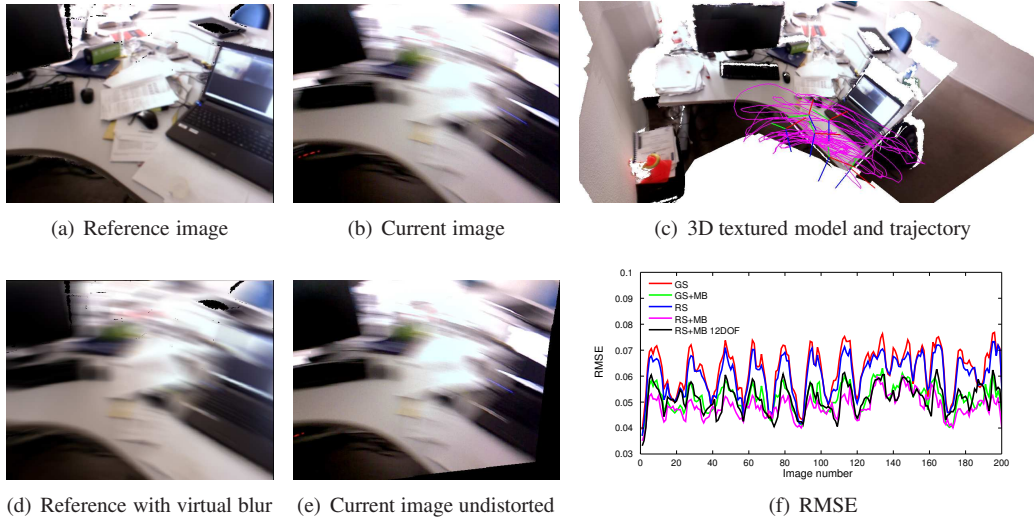 (a) Reference image
(b) Current image
(c) 3D textured model and trajectory
(d) Reference with virtual blur
(e) Current image undistorted
0.1
0.09
0.08
0.07
0.06
0.05
0.04
0.03
RMSE
GS
GS+MB
RS
RS+MB
RS+MB 12DOF
0 20 40 60 80 100 120 140 160 180 200
Image number
(f) RMSE